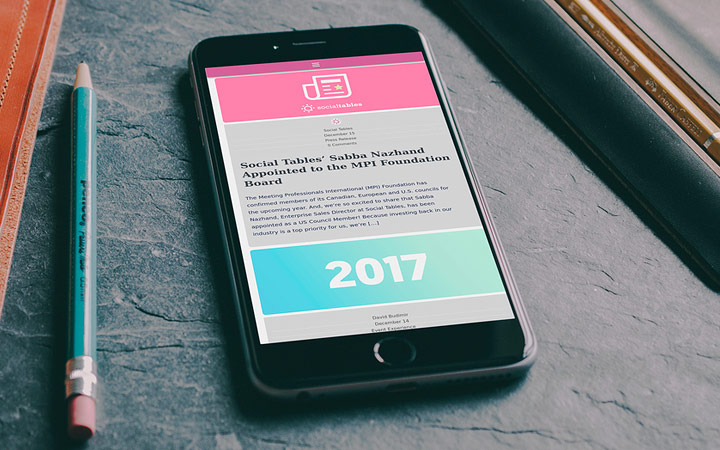 socialtables
Social Tables
December 15
Press Release
0 Comments
Social Tables' Sabba Nazhand
Appointed to the MPI Foundation
Board
The Meeting Professionals International (MPI) Foundation has
confirmed members of its Canadian, European and U.S. councils for
the upcoming year. And, we're so excited to share that Sabba
Nazhand, Enterprise Sales Director at Social Tables, has been
appointed as a US Council Member! Because investing back in our
industry is a top priority for us, we're [...]
2017
David Budimir
December 14
Event Experience